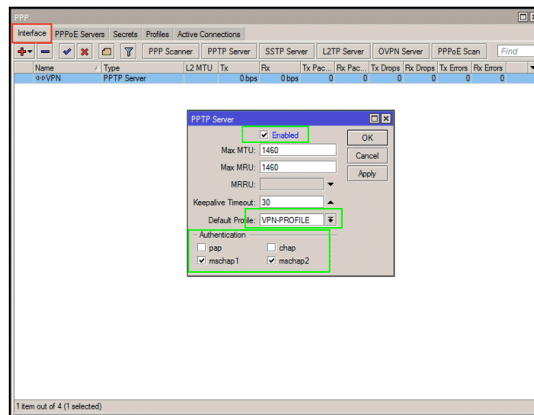 PPP
Interface PPPoE Servers Secrets Profiles Active Connections
PPP Scanner PPTP Server SSTP Server L2TP Server OVPN Server PPPoE Scan Find
Name / Type L2 MTU Tx Rx Tx Pac... Rx Pac... Tx Drops Rx Drops Tx Errors Rx Errors
VPN PPTP Server 0 bps 0 bps 0 0 0 0 0 0
PPTP Server
Enabled
OK
Max MTU: 1460
Cancel
Max MRU: 1460
Apply
MRRU:
Keepalive Timeout: 30
Default Profile: VPN-PROFILE
Authentication
pap chap
mschap1 mschap2
1 item out of 4 (1 selected)